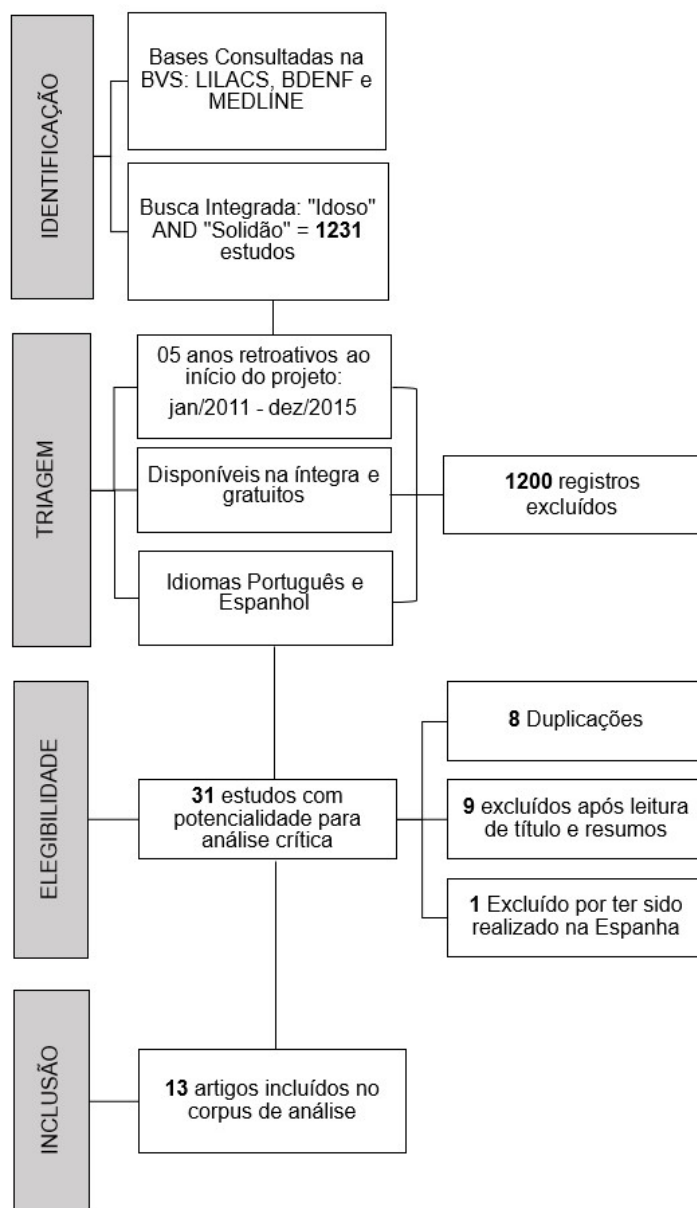 IDENTIFICAÇÃO
Bases Consultadas na
BVS: LILACS, BDENF e
MEDLINE
Busca Integrada: "Idoso"
AND "Solidão" = 1231
estudos
TRIAGEM
05 anos retroativos ao
início do projeto:
jan/2011 - dez/2015
Disponíveis na íntegra e
gratuitos
Idiomas Português e
Espanhol
1200 registros
excluídos
ELEGIBILIDADE
31 estudos com
potencialidade para
análise crítica
8 Duplicações
9 excluídos após leitura
de título e resumos
1 Excluído por ter sido
realizado na Espanha
INCLUSÃO
13 artigos incluídos no
corpus de análise